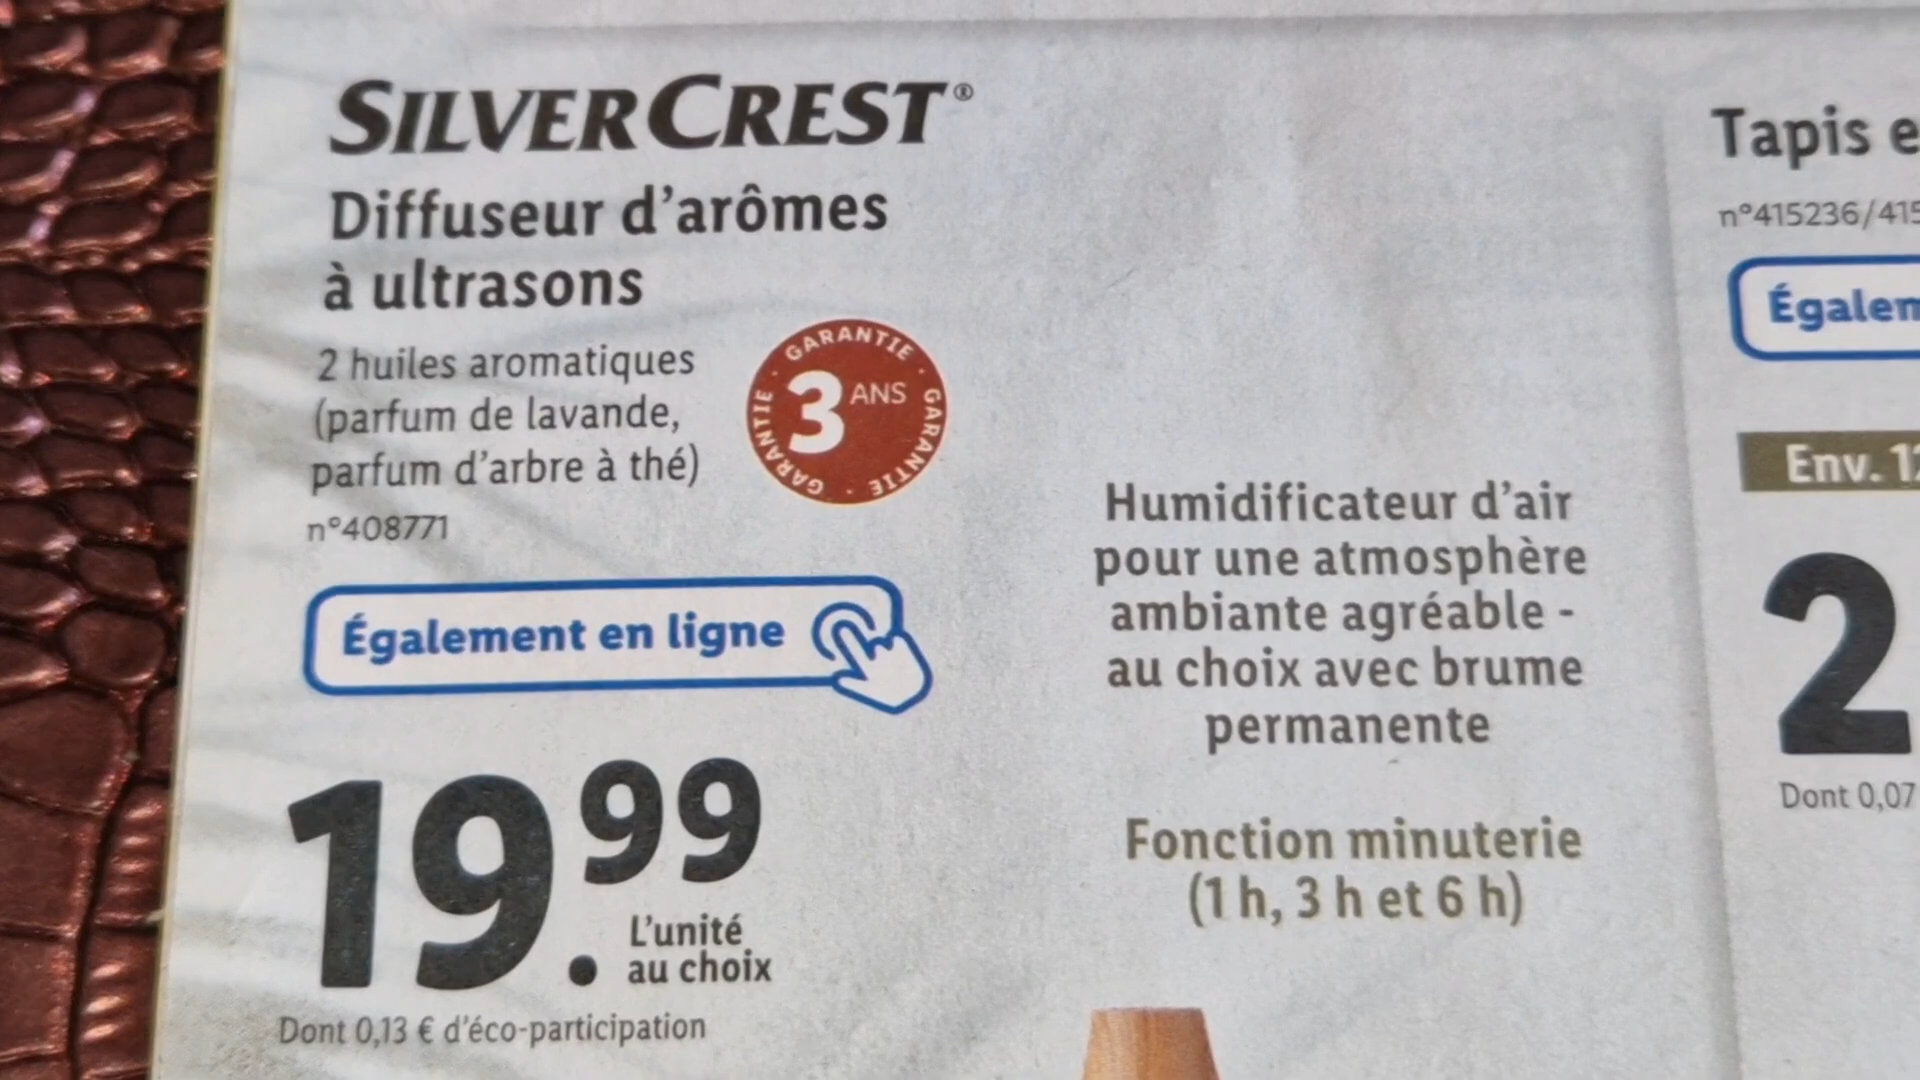 SILVERCREST®
Diffuseur d'arômes
à ultrasons
2 huiles aromatiques
(parfum de lavande,
parfum d'arbre à thé)
n°408771
GARANTIE · GARANTIE · GARANTIE ·
3 ANS
Également en ligne
19.99
L'unité
au choix
Dont 0,13 € d'éco-participation
Humidificateur d'air
pour une atmosphère
ambiante agréable -
au choix avec brume
permanente
Fonction minuterie
(1 h, 3 h et 6 h)
Tapis e
n°415236/415
Égalem
Env. 12
2
Dont 0,07